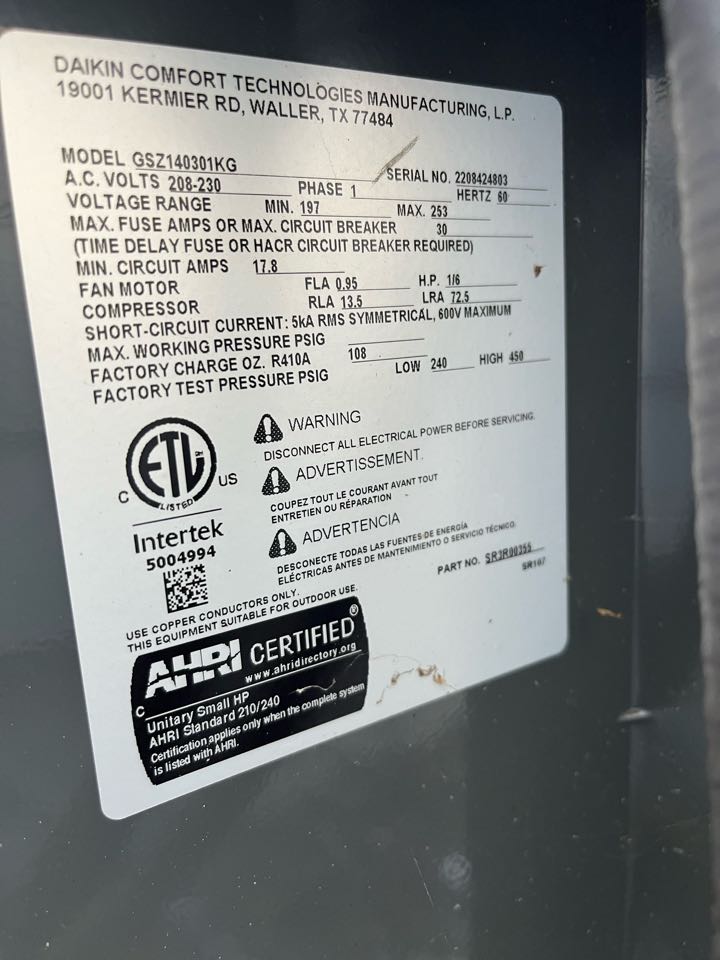 DAIKIN COMFORT TECHNOLOGIES MANUFACTURING, L.P.
19001 KERMIER RD, WALLER, TX 77484
MODEL GSZ140301KG SERIAL NO. 2208424803
A.C. VOLTS 208-230 PHASE 1 HERTZ 60
VOLTAGE RANGE MIN. 197 MAX. 253
MAX. FUSE AMPS OR MAX. CIRCUIT BREAKER 30
(TIME DELAY FUSE OR HACR CIRCUIT BREAKER REQUIRED)
MIN. CIRCUIT AMPS 17.8
FAN MOTOR FLA 0.95 H.P. 1/6
COMPRESSOR RLA 13.5 LRA 72.5
SHORT-CIRCUIT CURRENT: 5kA RMS SYMMETRICAL, 600V MAXIMUM
MAX. WORKING PRESSURE PSIG
FACTORY CHARGE OZ. R410A 108
FACTORY TEST PRESSURE PSIG LOW 240 HIGH 450
WARNING
DISCONNECT ALL ELECTRICAL POWER BEFORE SERVICING.
ADVERTISSEMENT.
COUPEZ TOUT LE COURANT AVANT TOUT
ENTRETIEN OU RÉPARATION
ADVERTENCIA
DESCONECTE TODAS LAS FUENTES DE ENERGÍA
ELÉCTRICAS ANTES DE MANTENIMIENTO O SERVICIO TÉCNICO.
PART NO. SR3R00355
SR107
C ETL US
LISTED
Intertek
5004994
USE COPPER CONDUCTORS ONLY.
THIS EQUIPMENT SUITABLE FOR OUTDOOR USE.
AHRI CERTIFIED®
www.ahridirectory.org
C
Unitary Small HP
AHRI Standard 210/240
Certification applies only when the complete system
is listed with AHRI.